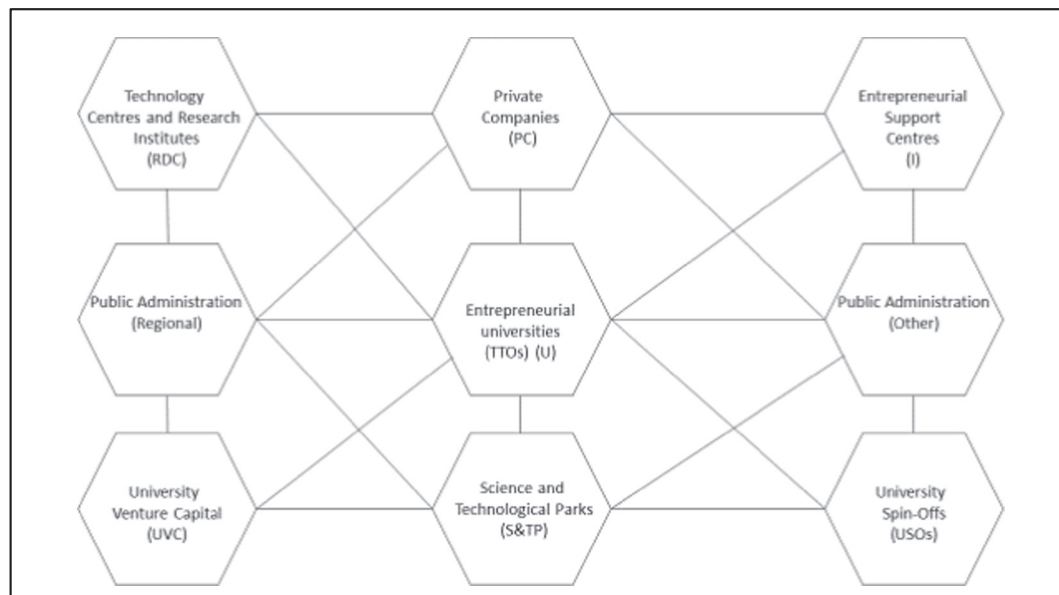 Technology
Centres and Research
Institutes
(RDC)
Private
Companies
(PC)
Entrepreneurial
Support
Centres
(I)
Public Administration
(Regional)
Entrepreneurial
universities
(TTOs) (U)
Public Administration
(Other)
University
Venture Capital
(UVC)
Science and
Technological Parks
(S&TP)
University
Spin-Offs
(USOs)